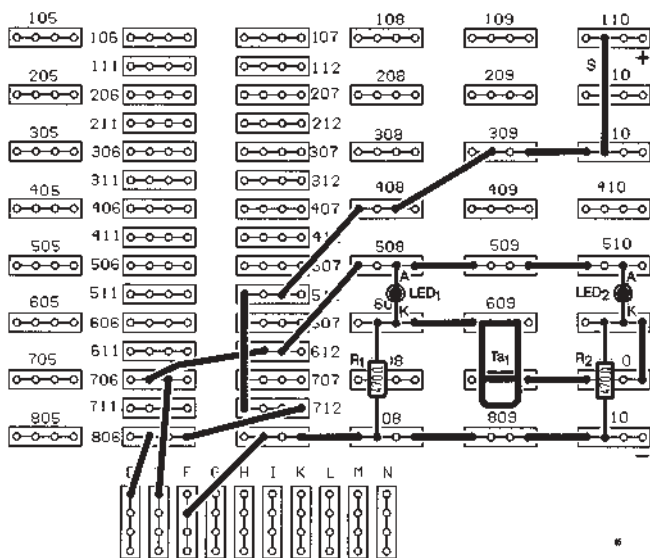 105 108 109 110
106 107
+
111 112
S
205 206 207 208 209 10
211 212
305 306 307 308 309 10
311 312
405 406 407 408 409 410
411
505 506 508 509 510
A A
511
LED1 LED2
605 606 609
K K
611 612
R1 Ta1 R2
705 706 707 0
470Ω 470Ω
711 712
805 806 08 809 10
−
F G H I K L M N